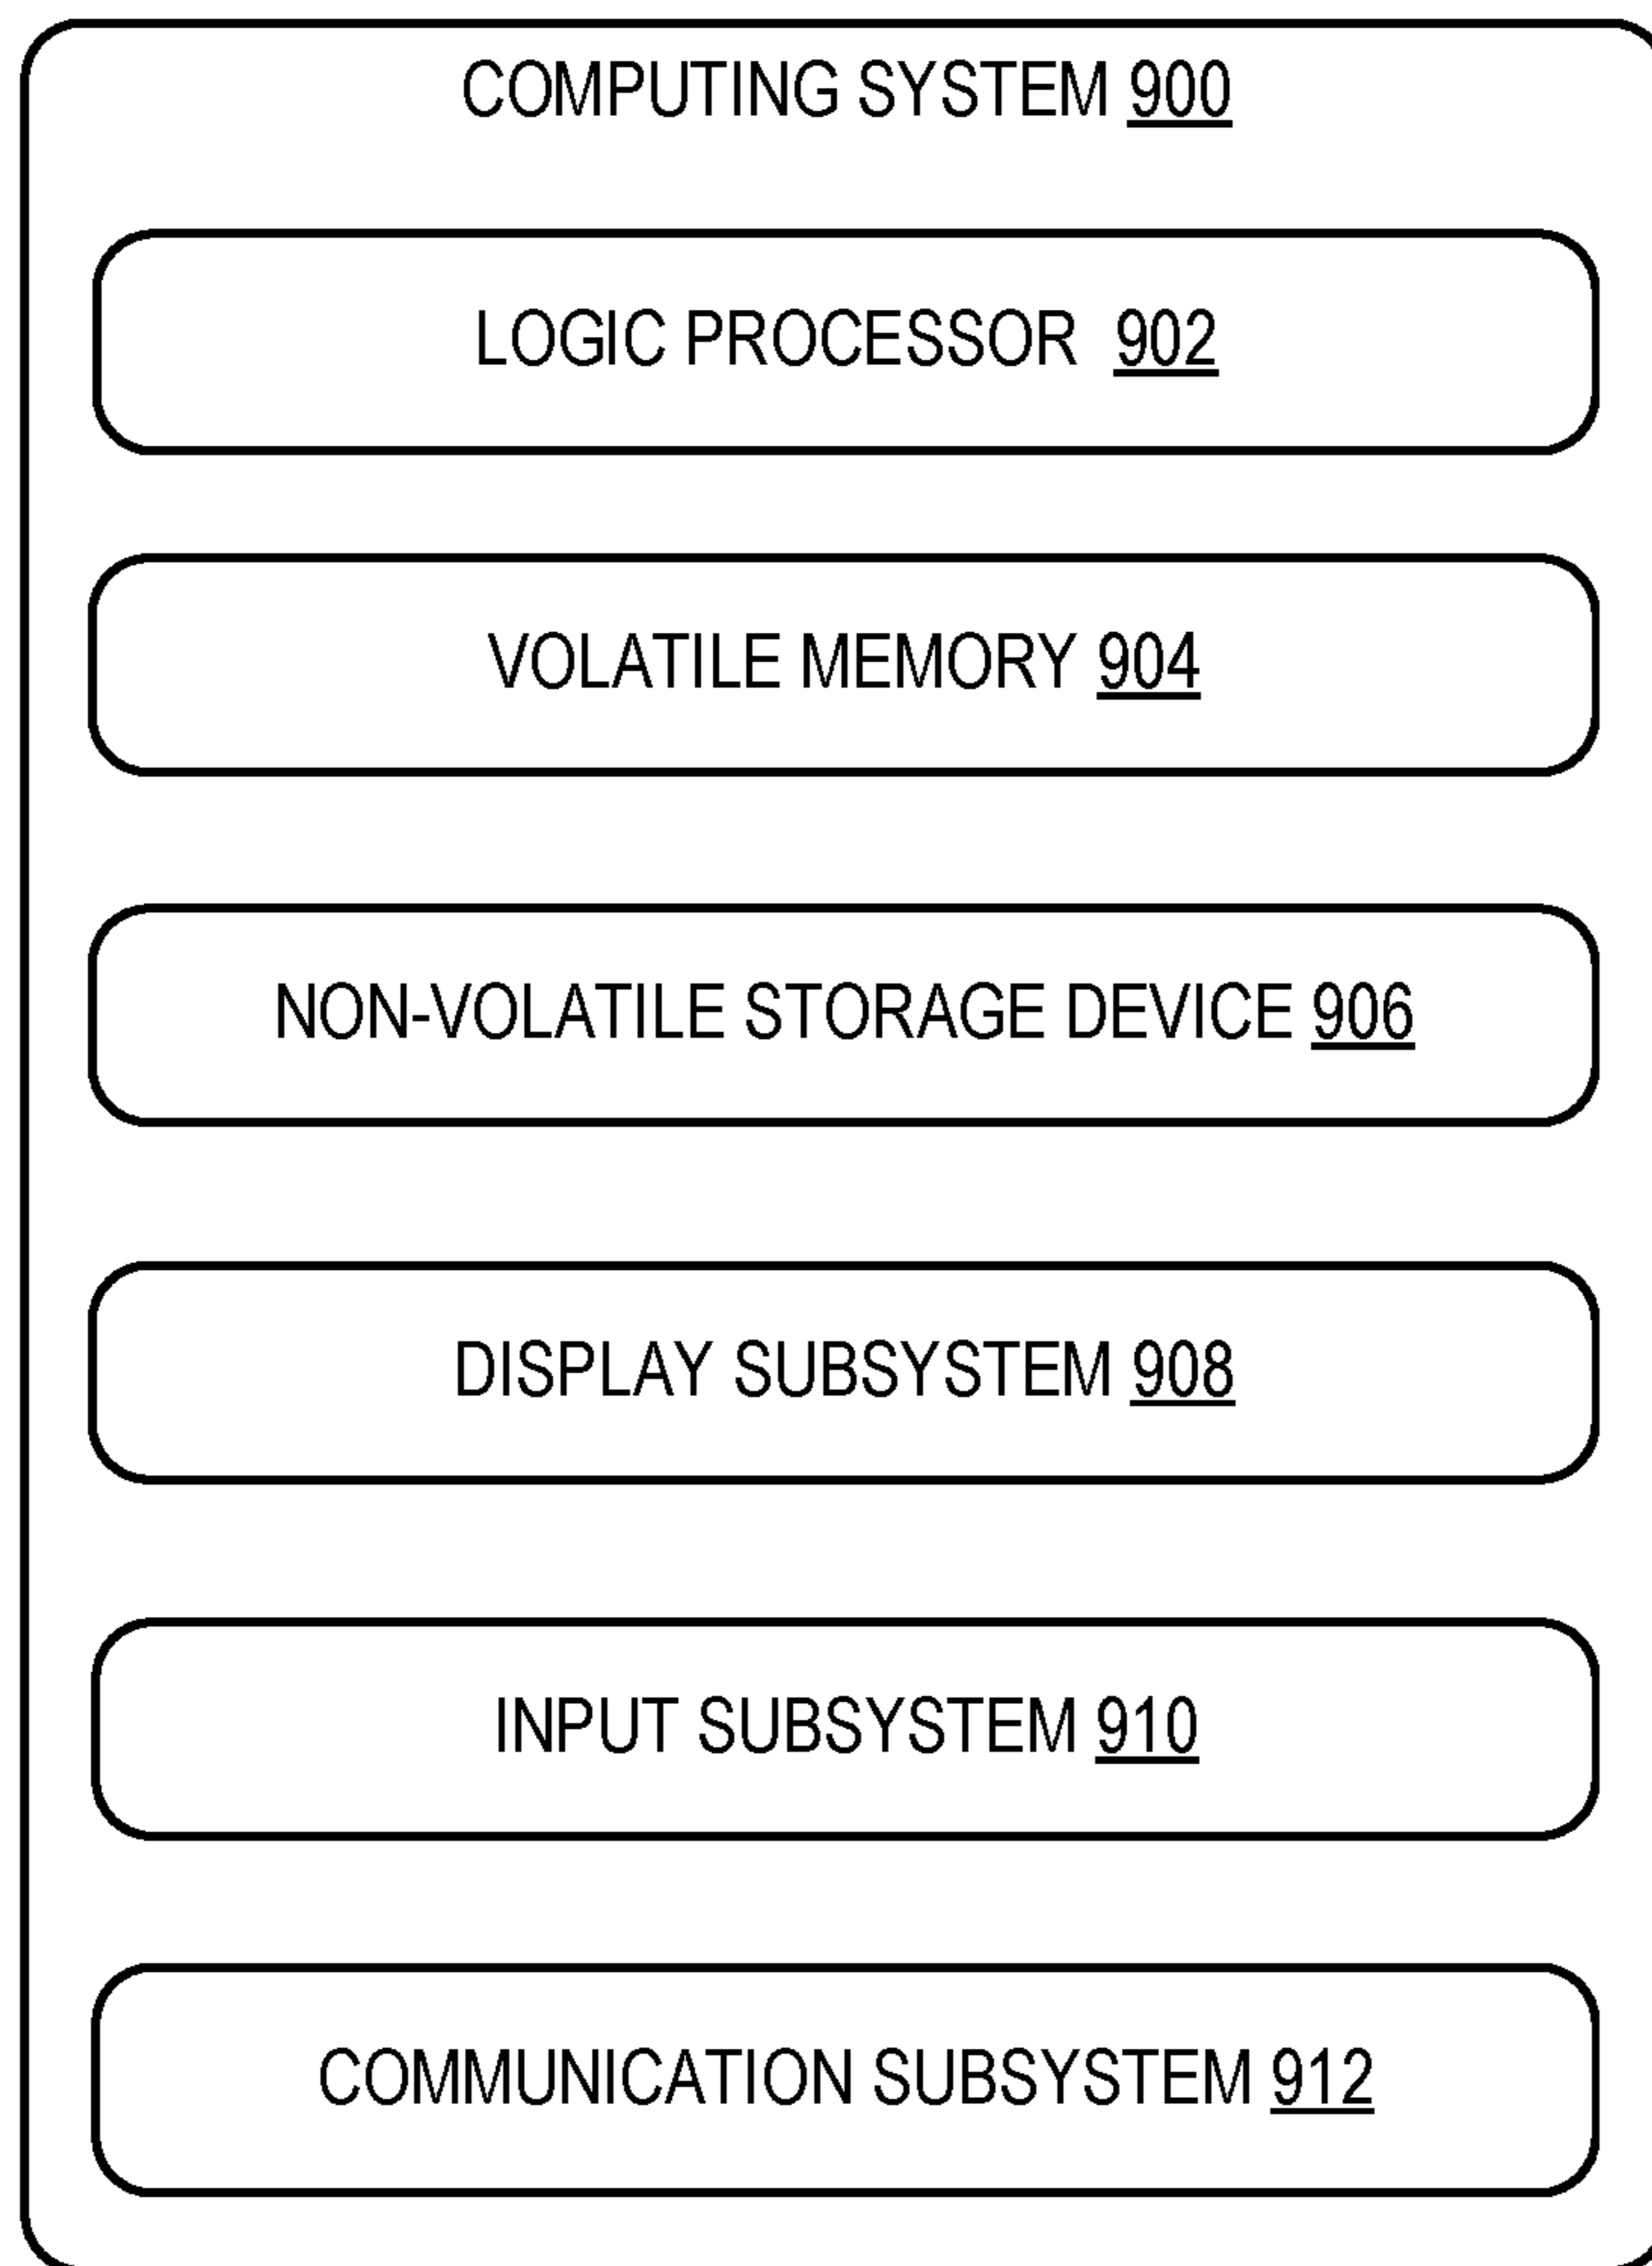 COMPUTING SYSTEM 900
LOGIC PROCESSOR 902
VOLATILE MEMORY 904
NON-VOLATILE STORAGE DEVICE 906
DISPLAY SUBSYSTEM 908
INPUT SUBSYSTEM 910
COMMUNICATION SUBSYSTEM 912